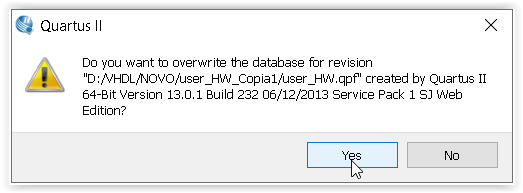 Quartus II
Do you want to overwrite the database for revision
"D:/VHDL/NOVO/user_HW_Copia1/user_HW.qpf" created by Quartus II
64-Bit Version 13.0.1 Build 232 06/12/2013 Service Pack 1 SJ Web
Edition?
Yes
No